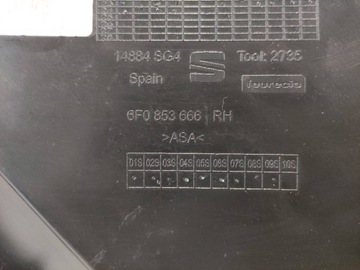 14884 SG4 Tool: 2735
Spain faurecia
6F0 853 666 RH
>ASA<
01S 02S 03S 04S 05S 06S 07S 08S 09S 10S